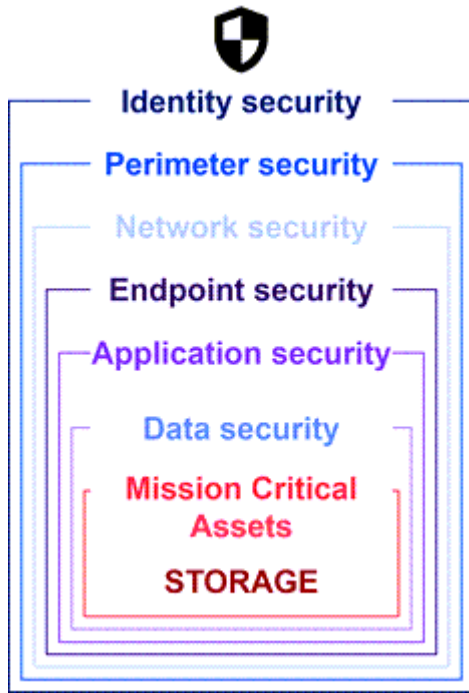 Identity security
Perimeter security
Network security
Endpoint security
Application security
Data security
Mission Critical
Assets
STORAGE